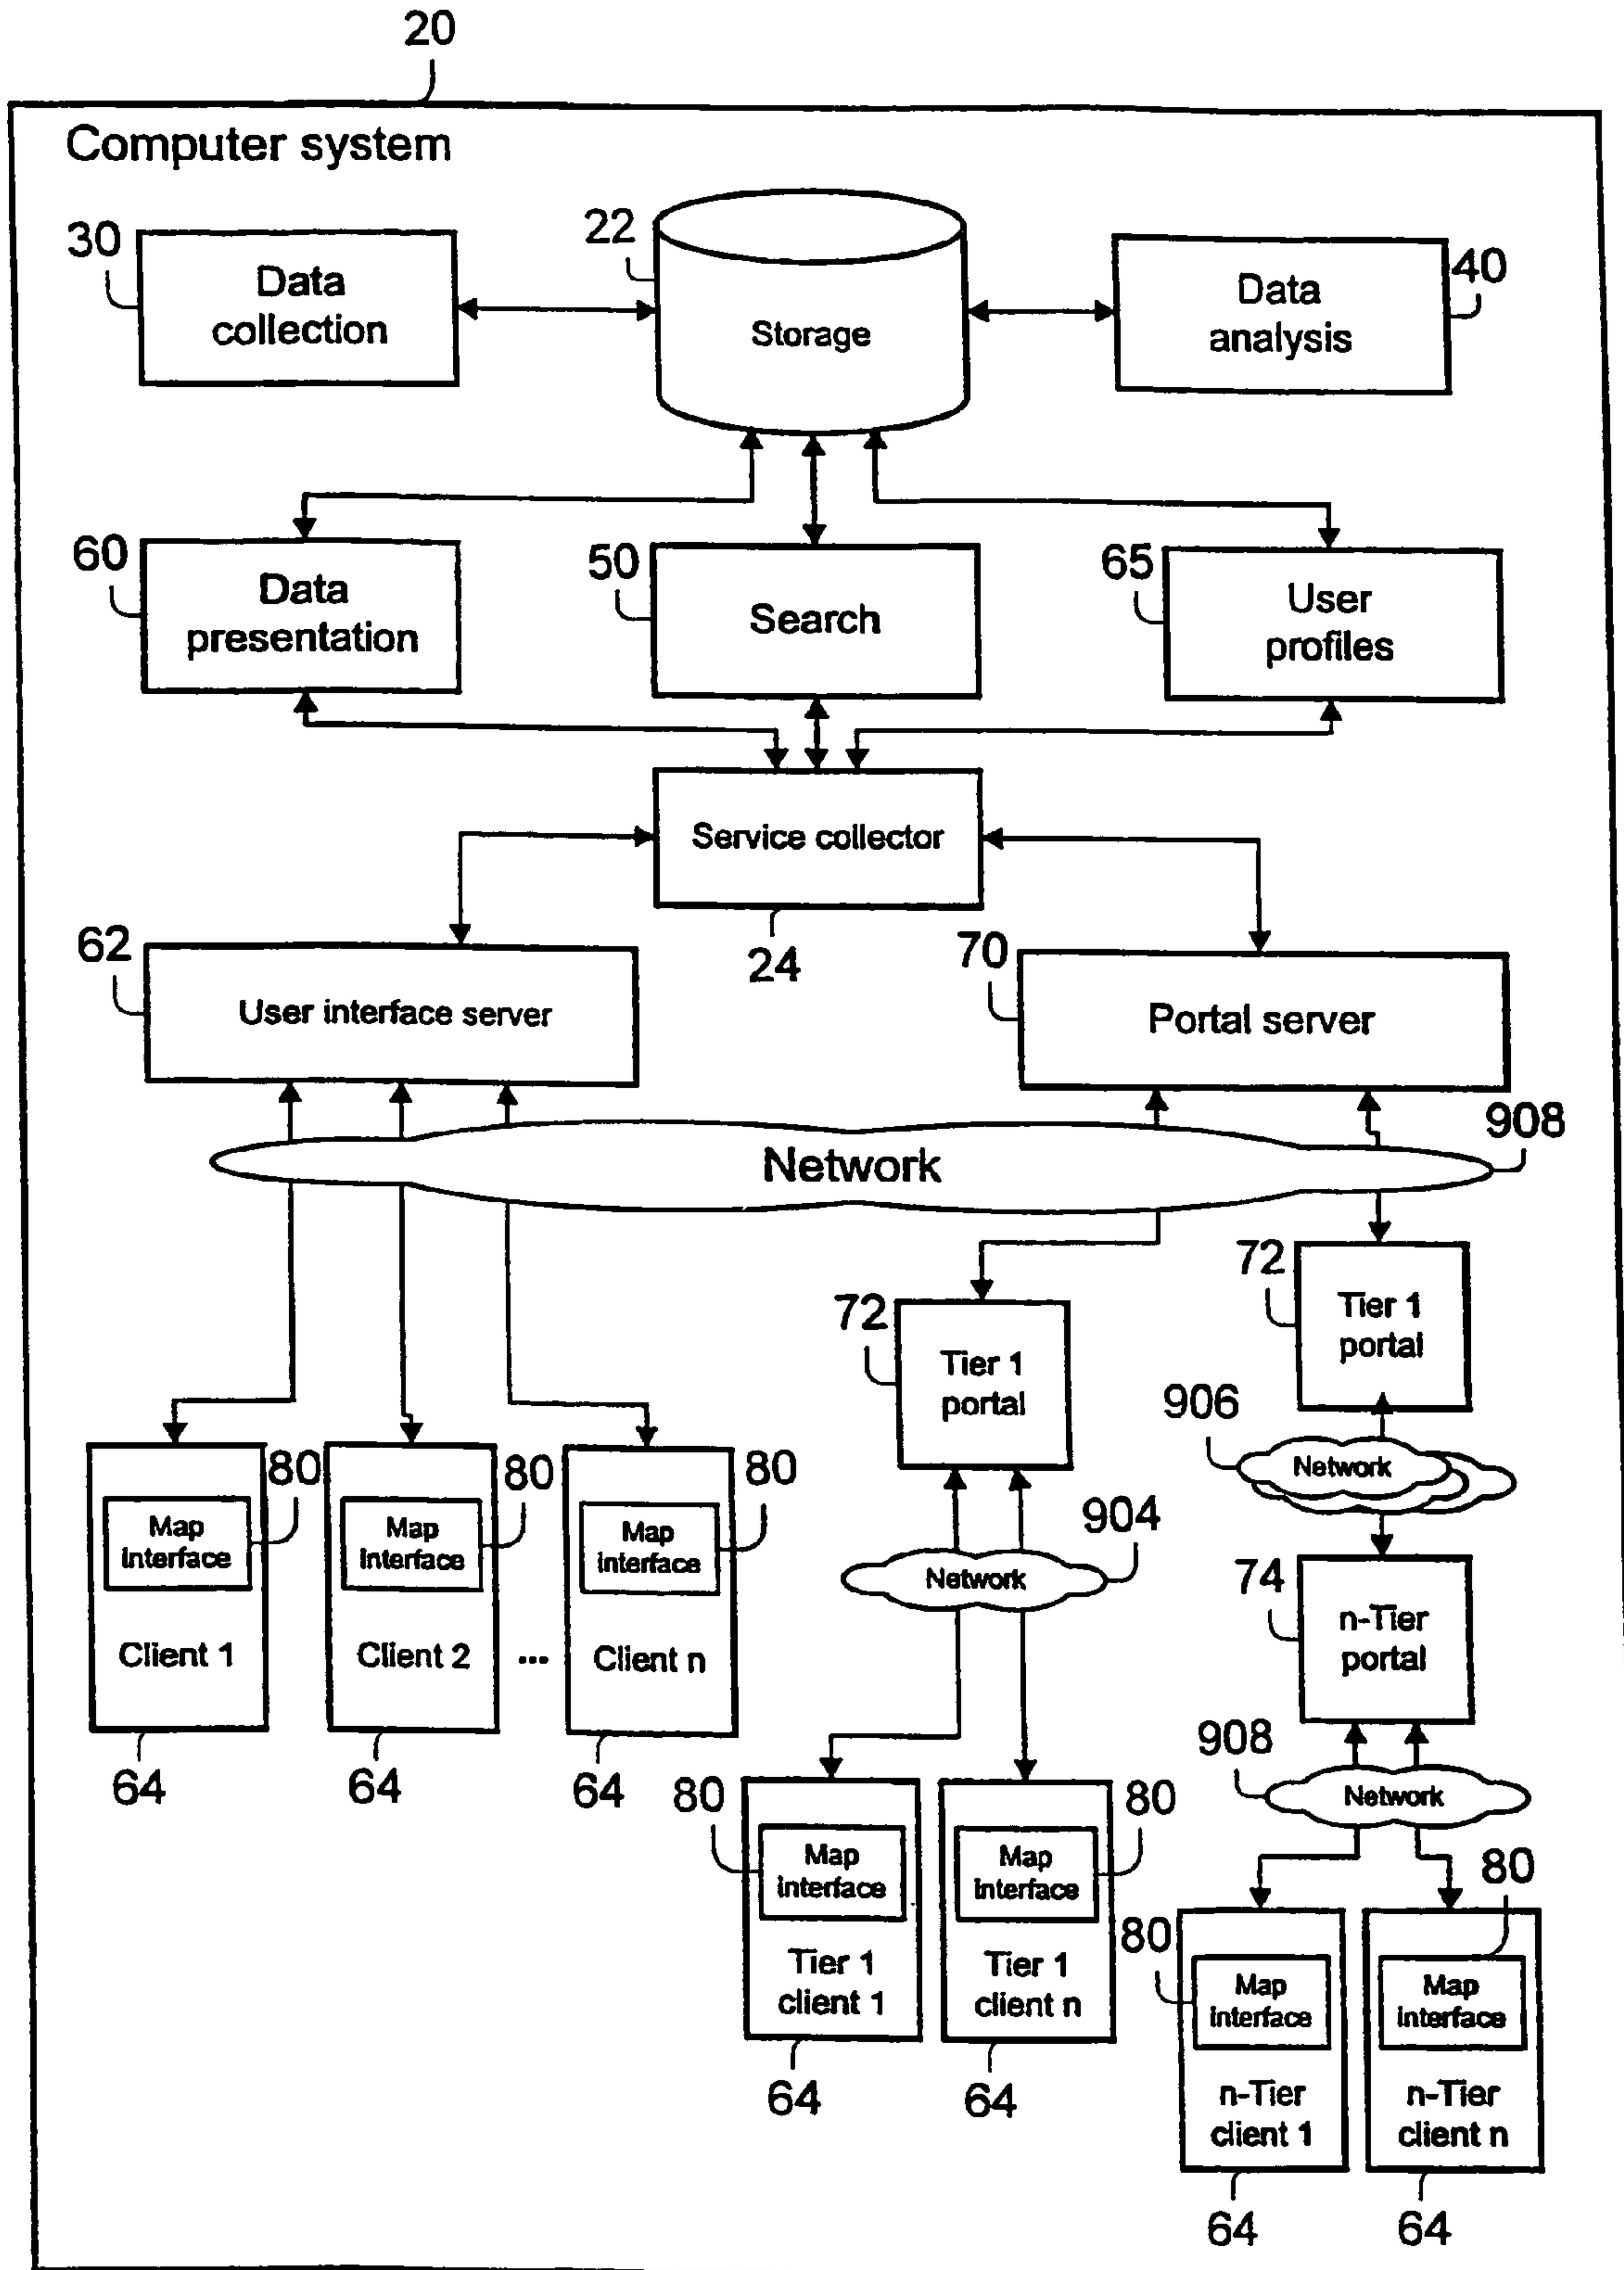 20
Computer system
30
Data
collection
22
Storage
Data
analysis
40
60
Data
presentation
50
Search
65
User
profiles
Service collector
24
62
User interface server
70
Portal server
908
Network
72
Tier 1
portal
72
Tier 1
portal
906
Network
904
Network
80
Map
interface
Client 1
64
80
Map
interface
Client 2
64
...
80
Map
interface
Client n
64
74
n-Tier
portal
908
Network
80
Map
interface
Tier 1
client 1
64
80
Map
interface
Tier 1
client n
64
80
Map
interface
n-Tier
client 1
64
80
Map
interface
n-Tier
client n
64